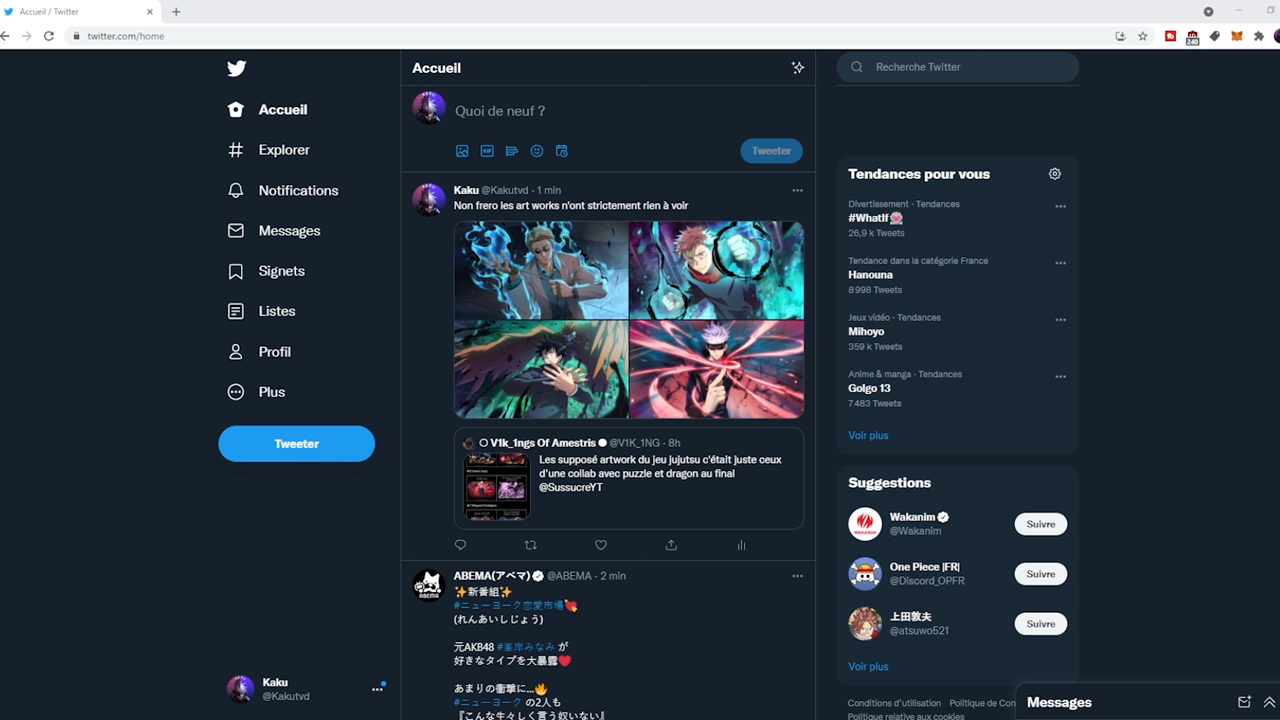 Accueil / Twitter
twitter.com/home
240
Accueil
Explorer
Notifications
Messages
Signets
Listes
Profil
Plus
Tweeter
Kaku
@Kakutvd
Accueil
Quoi de neuf ?
GIF
Tweeter
Kaku @Kakutvd · 1 min
Non frero les art works n'ont strictement rien à voir
V1k_1ngs Of Amestris @V1K_1NG · 8h
Les supposé artwork du jeu jujutsu c'était juste ceux
d'une collab avec puzzle et dragon au final
@SussucreYT
ABEMA(アベマ) @ABEMA · 2 min
✨新番組✨
#ニューヨーク恋愛市場💘
(れんあいしじょう)
元AKB48 #峯岸みなみ が
好きなタイプを大暴露❤️
あまりの衝撃に...🔥
#ニューヨーク の2人も
『こんな生々しく言う奴いない』
Recherche Twitter
Tendances pour vous
Divertissement · Tendances
#WhatIf
26,9 k Tweets
Tendance dans la catégorie France
Hanouna
8 998 Tweets
Jeux vidéo · Tendances
Mihoyo
359 k Tweets
Anime & manga · Tendances
Golgo 13
7 483 Tweets
Voir plus
Suggestions
Wakanim
@Wakanim
Suivre
One Piece |FR|
@Discord_OPFR
Suivre
上田敦夫
@atsuwo521
Suivre
Voir plus
Conditions d'utilisation Politique de Con
Politique relative aux cookies
Messages